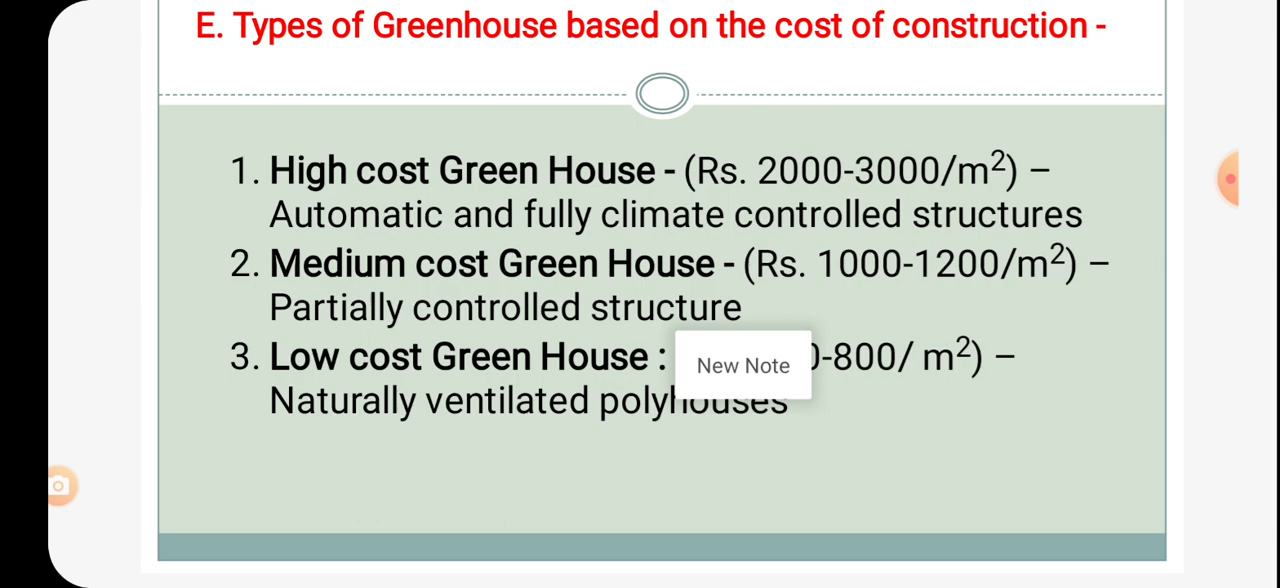 E. Types of Greenhouse based on the cost of construction -
1. High cost Green House - (Rs. 2000-3000/m²) –
Automatic and fully climate controlled structures
2. Medium cost Green House - (Rs. 1000-1200/m²) –
Partially controlled structure
3. Low cost Green House : -800/ m²) –
New Note
Naturally ventilated polyhouses